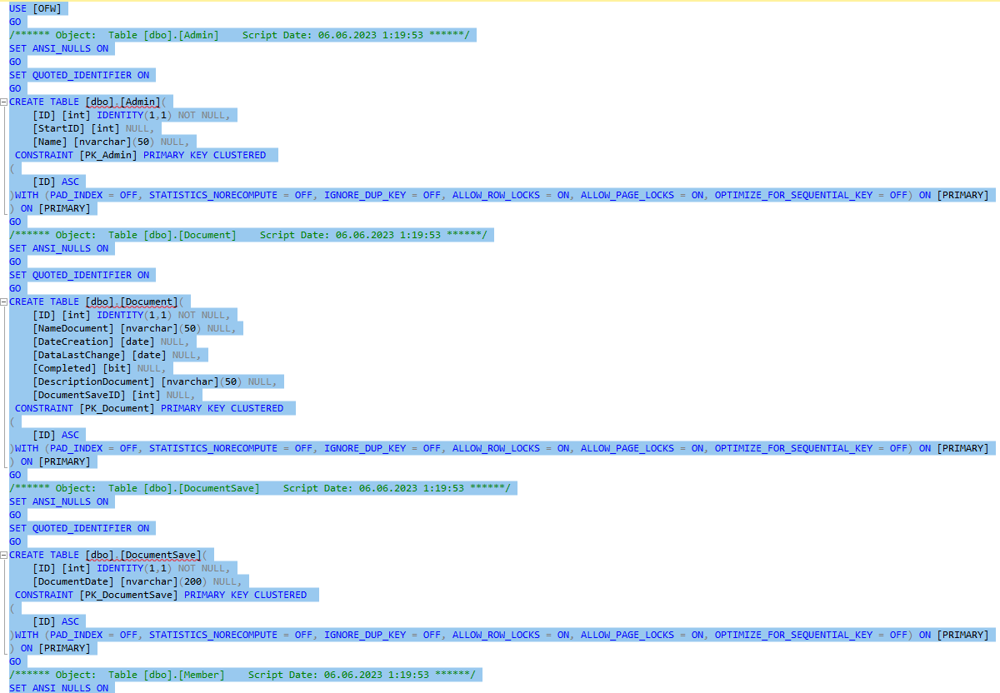 USE [OFW]
GO
/****** Object:  Table [dbo].[Admin]    Script Date: 06.06.2023 1:19:53 ******/
SET ANSI_NULLS ON
GO
SET QUOTED_IDENTIFIER ON
GO
CREATE TABLE [dbo].[Admin](
    [ID] [int] IDENTITY(1,1) NOT NULL,
    [StartID] [int] NULL,
    [Name] [nvarchar](50) NULL,
 CONSTRAINT [PK_Admin] PRIMARY KEY CLUSTERED
(
    [ID] ASC
)WITH (PAD_INDEX = OFF, STATISTICS_NORECOMPUTE = OFF, IGNORE_DUP_KEY = OFF, ALLOW_ROW_LOCKS = ON, ALLOW_PAGE_LOCKS = ON, OPTIMIZE_FOR_SEQUENTIAL_KEY = OFF) ON [PRIMARY]
) ON [PRIMARY]
GO
/****** Object:  Table [dbo].[Document]    Script Date: 06.06.2023 1:19:53 ******/
SET ANSI_NULLS ON
GO
SET QUOTED_IDENTIFIER ON
GO
CREATE TABLE [dbo].[Document](
    [ID] [int] IDENTITY(1,1) NOT NULL,
    [NameDocument] [nvarchar](50) NULL,
    [DateCreation] [date] NULL,
    [DataLastChange] [date] NULL,
    [Completed] [bit] NULL,
    [DescriptionDocument] [nvarchar](50) NULL,
    [DocumentSaveID] [int] NULL,
 CONSTRAINT [PK_Document] PRIMARY KEY CLUSTERED
(
    [ID] ASC
)WITH (PAD_INDEX = OFF, STATISTICS_NORECOMPUTE = OFF, IGNORE_DUP_KEY = OFF, ALLOW_ROW_LOCKS = ON, ALLOW_PAGE_LOCKS = ON, OPTIMIZE_FOR_SEQUENTIAL_KEY = OFF) ON [PRIMARY]
) ON [PRIMARY]
GO
/****** Object:  Table [dbo].[DocumentSave]    Script Date: 06.06.2023 1:19:53 ******/
SET ANSI_NULLS ON
GO
SET QUOTED_IDENTIFIER ON
GO
CREATE TABLE [dbo].[DocumentSave](
    [ID] [int] IDENTITY(1,1) NOT NULL,
    [DocumentDate] [nvarchar](200) NULL,
 CONSTRAINT [PK_DocumentSave] PRIMARY KEY CLUSTERED
(
    [ID] ASC
)WITH (PAD_INDEX = OFF, STATISTICS_NORECOMPUTE = OFF, IGNORE_DUP_KEY = OFF, ALLOW_ROW_LOCKS = ON, ALLOW_PAGE_LOCKS = ON, OPTIMIZE_FOR_SEQUENTIAL_KEY = OFF) ON [PRIMARY]
) ON [PRIMARY]
GO
/****** Object:  Table [dbo].[Member]    Script Date: 06.06.2023 1:19:53 ******/
SET ANSI_NULLS ON